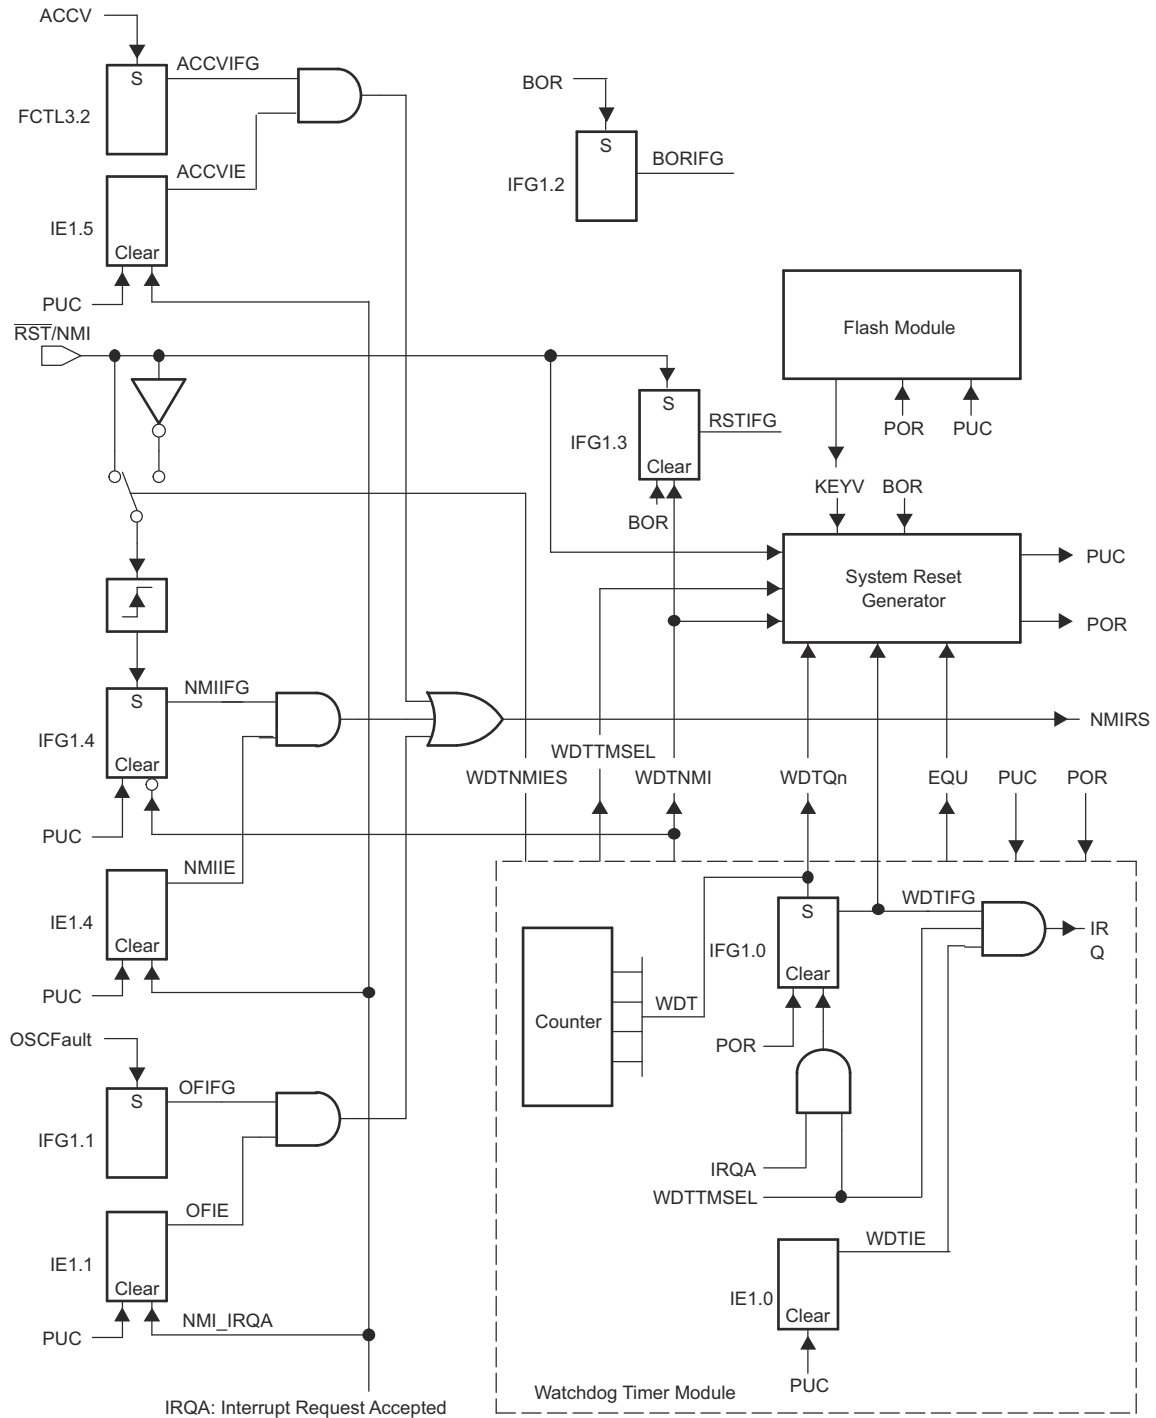 ACCV
S
ACCVIFG
FCTL3.2
ACCVIE
IE1.5
Clear
PUC
BOR
S
BORIFG
IFG1.2
RST/NMI
Flash Module
POR
PUC
S
RSTIFG
IFG1.3
Clear
BOR
KEYV
BOR
System Reset
Generator
PUC
POR
S
NMIIFG
IFG1.4
Clear
PUC
NMIRS
WDTTMSEL
WDTNMIES
WDTNMI
WDTQn
EQU
PUC
POR
NMIIE
IE1.4
Clear
PUC
WDTIFG
S
IFG1.0
Clear
IR
Q
Counter
WDT
POR
OSCFault
S
OFIFG
IFG1.1
IRQA
WDTTMSEL
OFIE
IE1.1
Clear
NMI_IRQA
PUC
WDTIE
IE1.0
Clear
PUC
Watchdog Timer Module
IRQA: Interrupt Request Accepted